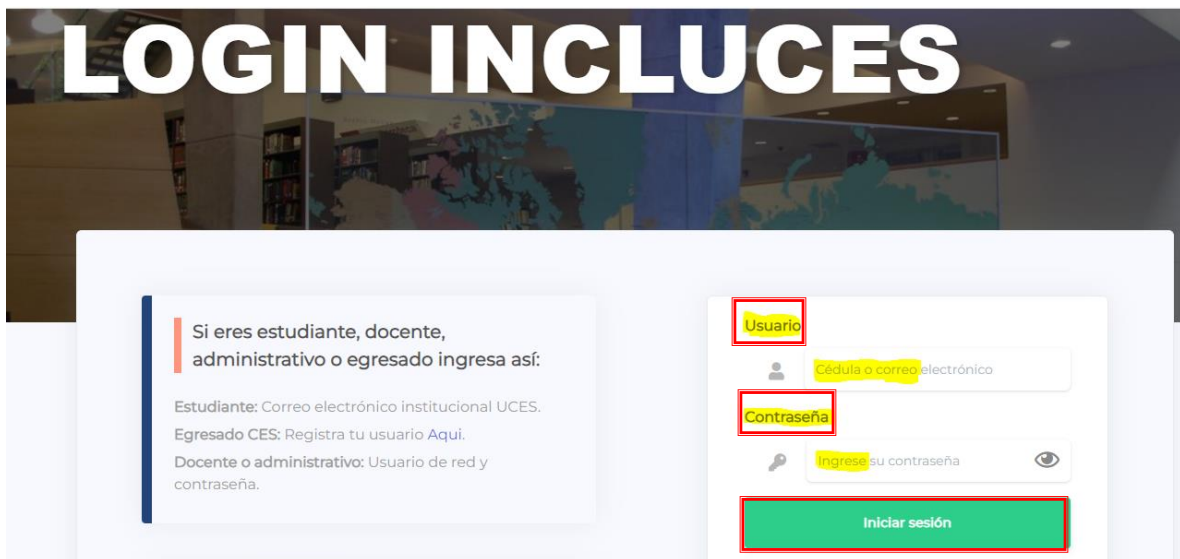 LOGIN INCLUCES
Si eres estudiante, docente,
administrativo o egresado ingresa así:
Estudiante: Correo electrónico institucional UCES.
Egresado CES: Registra tu usuario Aqui.
Docente o administrativo: Usuario de red y
contraseña.
Usuario
Cédula o correo electrónico
Contraseña
Ingrese su contraseña
Iniciar sesión